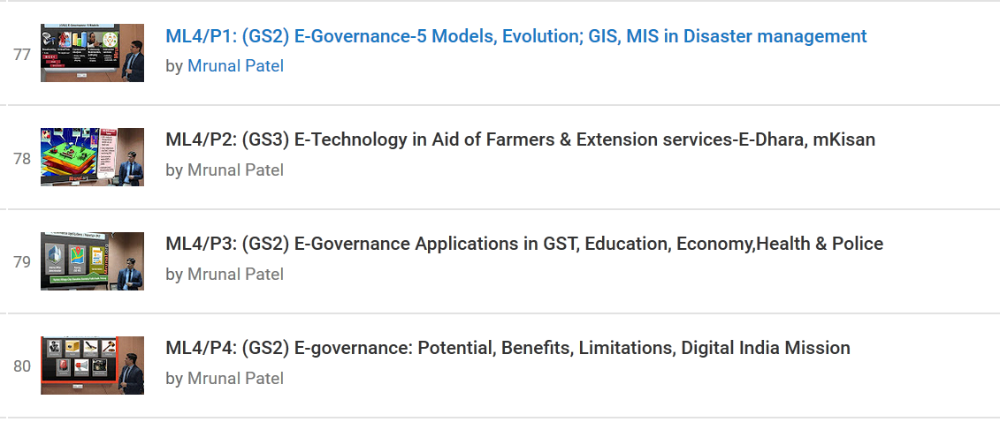 77
ML4/P1: (GS2) E-Governance-5 Models, Evolution; GIS, MIS in Disaster management
by Mrunal Patel
78
ML4/P2: (GS3) E-Technology in Aid of Farmers & Extension services-E-Dhara, mKisan
by Mrunal Patel
79
ML4/P3: (GS2) E-Governance Applications in GST, Education, Economy,Health & Police
by Mrunal Patel
80
ML4/P4: (GS2) E-governance: Potential, Benefits, Limitations, Digital India Mission
by Mrunal Patel